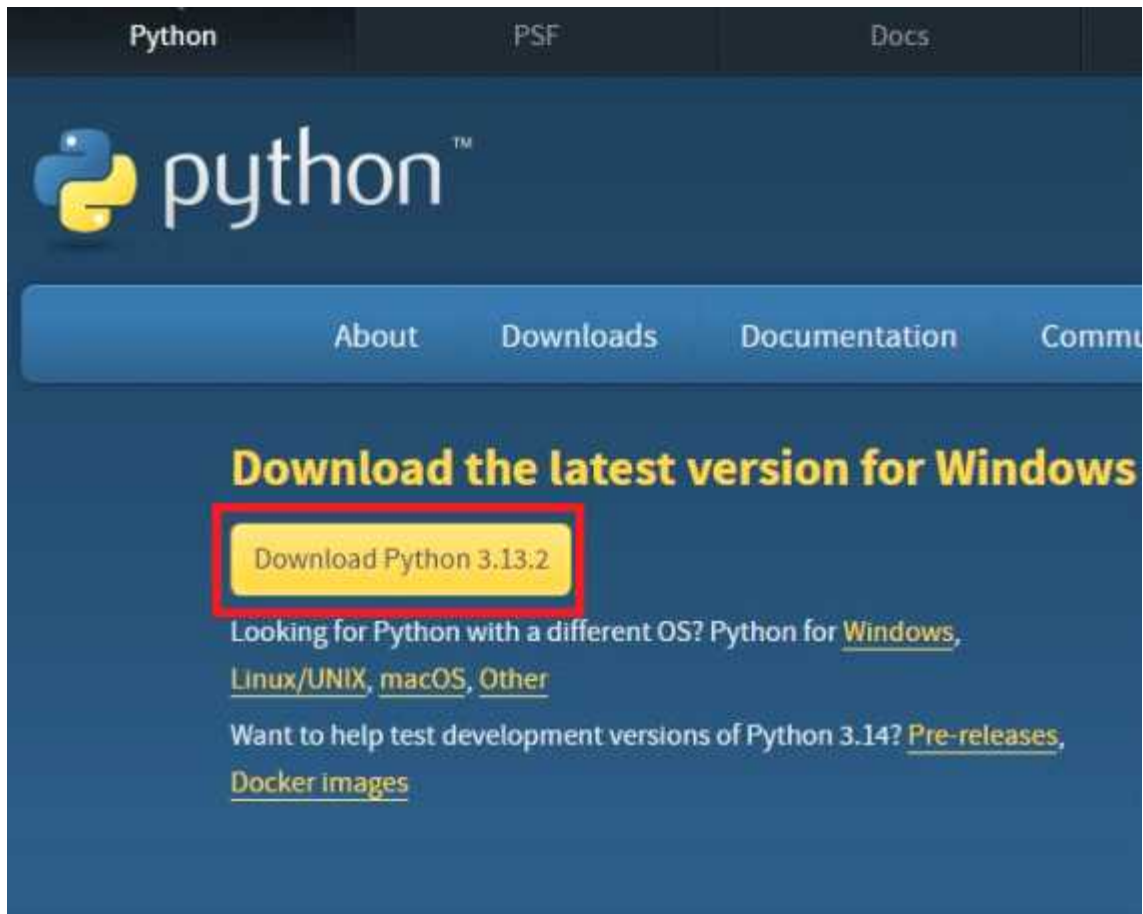 Python PSF Docs
python™
About Downloads Documentation Commu
Download the latest version for Windows
Download Python 3.13.2
Looking for Python with a different OS? Python for Windows,
Linux/UNIX, macOS, Other
Want to help test development versions of Python 3.14? Pre-releases,
Docker images